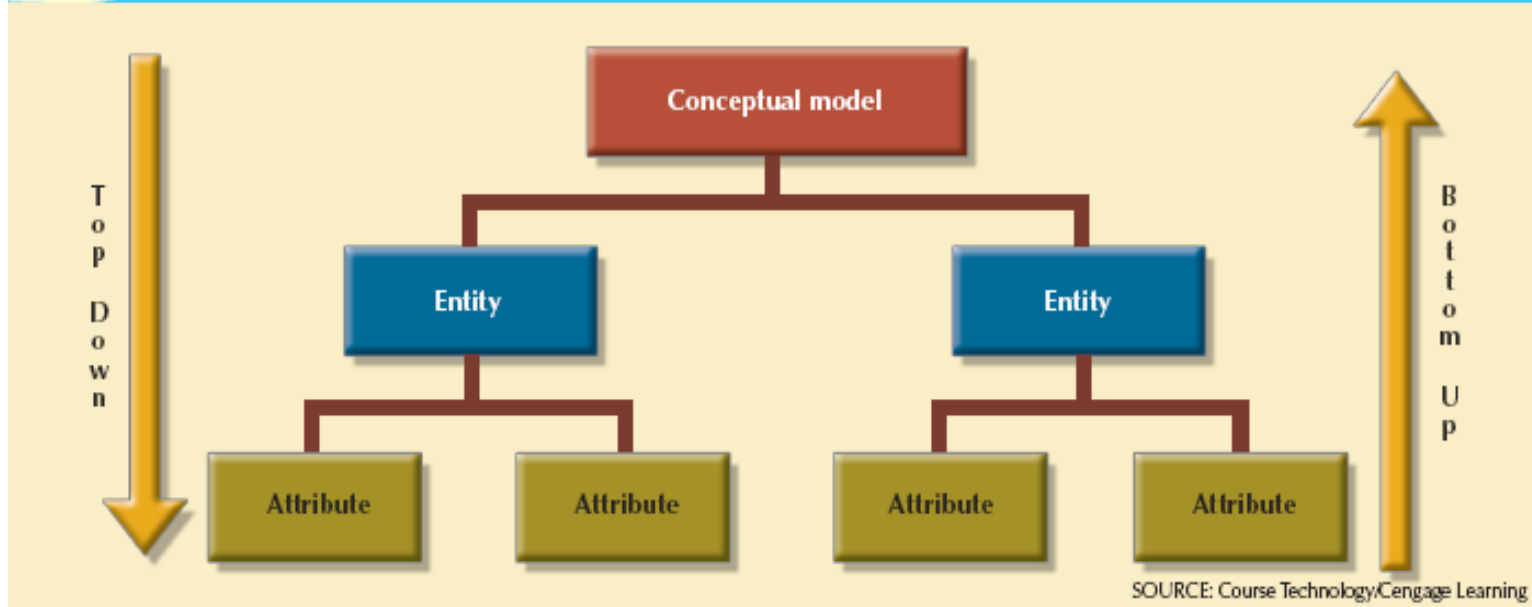 Conceptual model
Top Down
Bottom Up
Entity
Entity
Attribute
Attribute
Attribute
Attribute
SOURCE: Course Technology/Cengage Learning